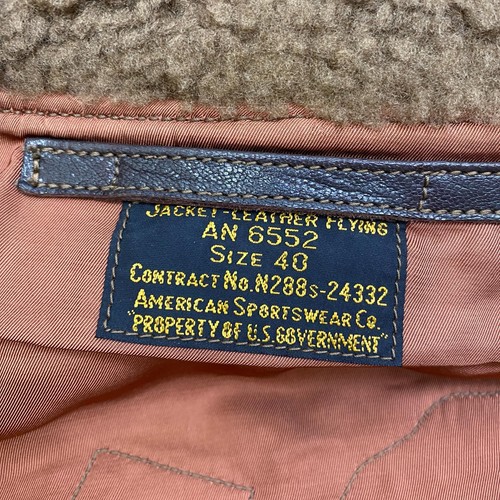 JACKET-LEATHER FLYING
AN 6552
SIZE 40
CONTRACT NO. N288S-24332
AMERICAN SPORTSWEAR CO.
"PROPERTY OF U.S. GOVERNMENT"